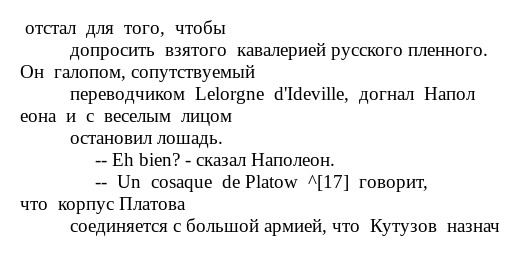 отстал для того, чтобы
допросить взятого кавалерией русского пленного.
Он галопом, сопутствуемый
переводчиком Lelorgne d'Ideville, догнал Напол
еона и с веселым лицом
остановил лошадь.
-- Eh bien? - сказал Наполеон.
-- Un cosaque de Platow ^[17] говорит,
что корпус Платова
соединяется с большой армией, что Кутузов назнач